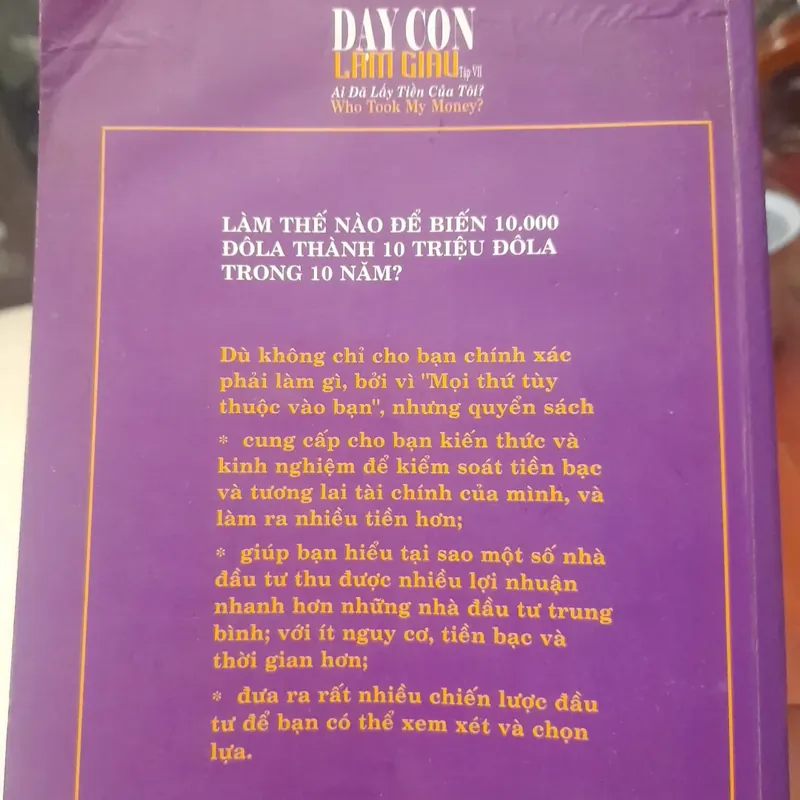 DẠY CON
LÀM GIÀU Tập VII
Ai Đã Lấy Tiền Của Tôi?
Who Took My Money?
LÀM THẾ NÀO ĐỂ BIẾN 10.000
ĐÔLA THÀNH 10 TRIỆU ĐÔLA
TRONG 10 NĂM?
Dù không chỉ cho bạn chính xác
phải làm gì, bởi vì "Mọi thứ tùy
thuộc vào bạn", nhưng quyển sách
* cung cấp cho bạn kiến thức và
kinh nghiệm để kiểm soát tiền bạc
và tương lai tài chính của mình, và
làm ra nhiều tiền hơn;
* giúp bạn hiểu tại sao một số nhà
đầu tư thu được nhiều lợi nhuận
nhanh hơn những nhà đầu tư trung
bình; với ít nguy cơ, tiền bạc và
thời gian hơn;
* đưa ra rất nhiều chiến lược đầu
tư để bạn có thể xem xét và chọn
lựa.